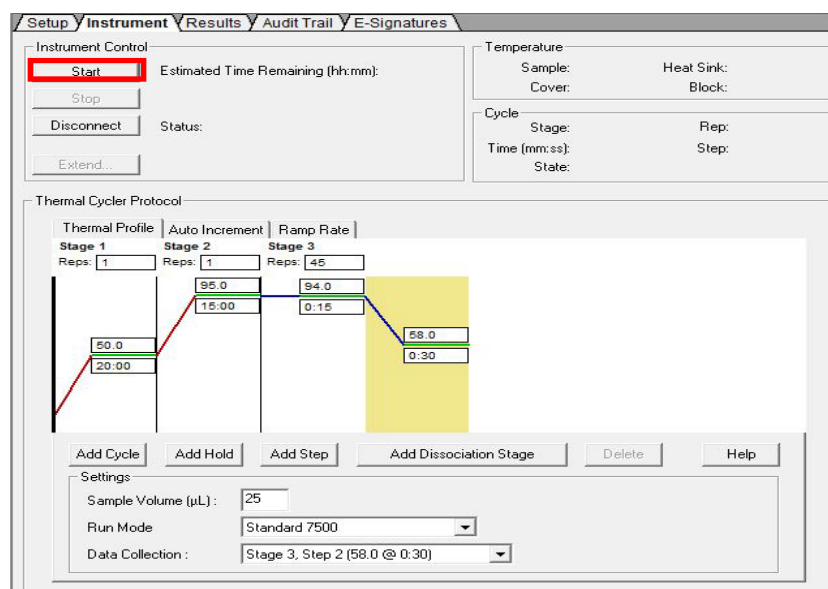 Setup Instrument Results Audit Trail E-Signatures
Instrument Control
Start Estimated Time Remaining (hh:mm):
Stop
Disconnect Status:
Extend...
Temperature
Sample: Heat Sink:
Cover: Block:
Cycle
Stage: Rep:
Time (mm:ss): Step:
State:
Thermal Cycler Protocol
Thermal Profile Auto Increment Ramp Rate
Stage 1 Stage 2 Stage 3
Reps: 1 Reps: 1 Reps: 45
95.0 94.0
15:00 0:15
58.0
50.0 0:30
20:00
Add Cycle Add Hold Add Step Add Dissociation Stage Delete Help
Settings
Sample Volume (µL) : 25
Run Mode Standard 7500
Data Collection : Stage 3, Step 2 (58.0 @ 0:30)